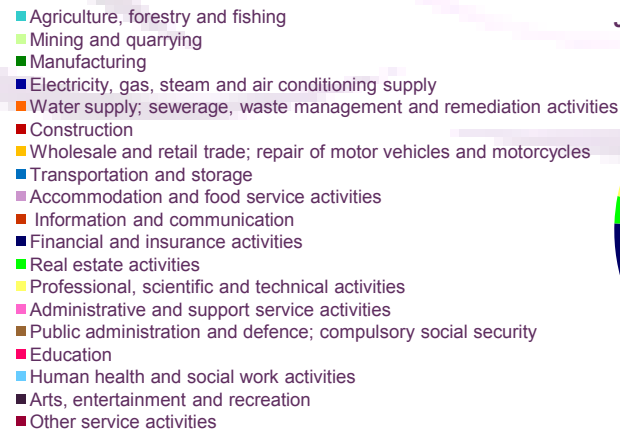 Agriculture, forestry and fishing
Mining and quarrying
Manufacturing
Electricity, gas, steam and air conditioning supply
Water supply; sewerage, waste management and remediation activities
Construction
Wholesale and retail trade; repair of motor vehicles and motorcycles
Transportation and storage
Accommodation and food service activities
Information and communication
Financial and insurance activities
Real estate activities
Professional, scientific and technical activities
Administrative and support service activities
Public administration and defence; compulsory social security
Education
Human health and social work activities
Arts, entertainment and recreation
Other service activities